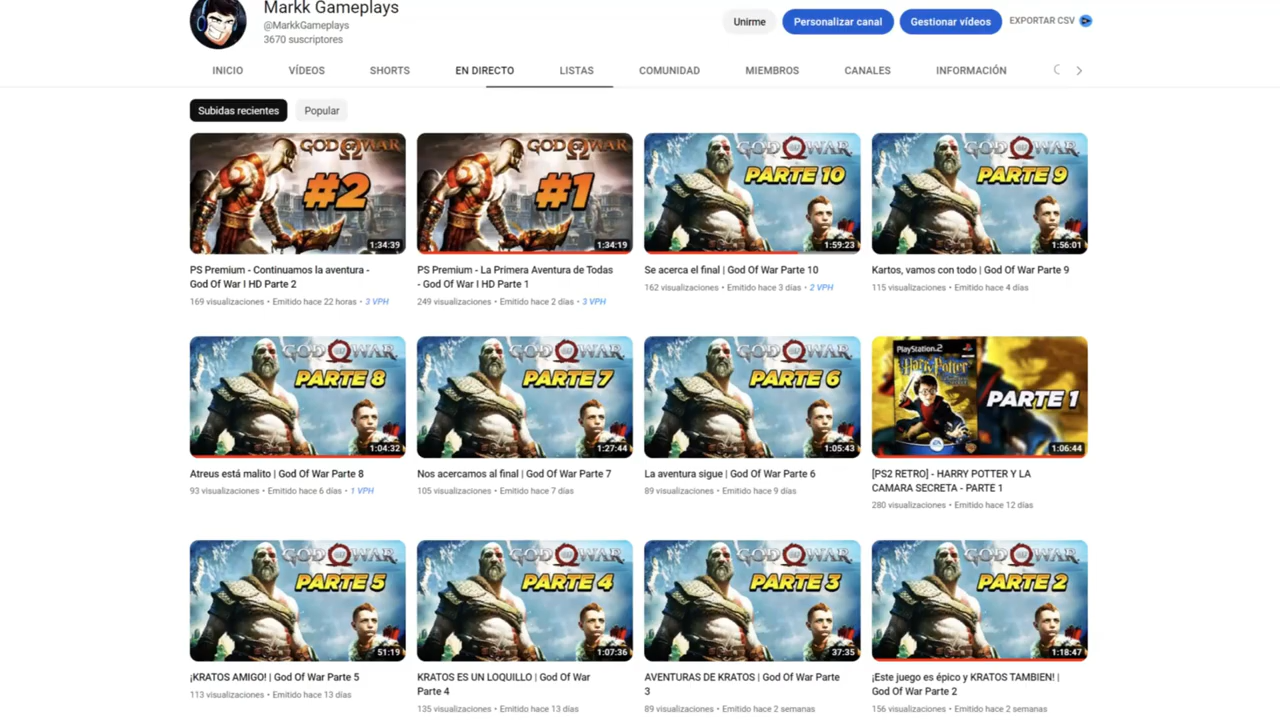 Markk Gameplays
@MarkkGameplays
3670 suscriptores
Unirme
Personalizar canal
Gestionar vídeos
EXPORTAR CSV
INICIO VÍDEOS SHORTS EN DIRECTO LISTAS COMUNIDAD MIEMBROS CANALES INFORMACIÓN
Subidas recientes
Popular
GOD OF WAR
#2
1:34:39
PS Premium - Continuamos la aventura -
God Of War I HD Parte 2
169 visualizaciones • Emitido hace 22 horas • 3 VPH
GOD OF WAR
#1
1:34:19
PS Premium - La Primera Aventura de Todas
- God Of War I HD Parte 1
249 visualizaciones • Emitido hace 2 días • 3 VPH
GOD OF WAR
PARTE 10
1:59:23
Se acerca el final | God Of War Parte 10
162 visualizaciones • Emitido hace 3 días • 2 VPH
GOD OF WAR
PARTE 9
1:56:01
Kartos, vamos con todo | God Of War Parte 9
115 visualizaciones • Emitido hace 4 días
GOD OF WAR
PARTE 8
1:04:32
Atreus está malito | God Of War Parte 8
93 visualizaciones • Emitido hace 6 días • 1 VPH
GOD OF WAR
PARTE 7
1:27:44
Nos acercamos al final | God Of War Parte 7
105 visualizaciones • Emitido hace 7 días
GOD OF WAR
PARTE 6
1:05:43
La aventura sigue | God Of War Parte 6
89 visualizaciones • Emitido hace 9 días
PlayStation.2
Harry Potter
PARTE 1
1:06:44
[PS2 RETRO] - HARRY POTTER Y LA
CAMARA SECRETA - PARTE 1
280 visualizaciones • Emitido hace 12 días
GOD OF WAR
PARTE 5
51:19
¡KRATOS AMIGO! | God Of War Parte 5
113 visualizaciones • Emitido hace 13 días
GOD OF WAR
PARTE 4
1:07:36
KRATOS ES UN LOQUILLO | God Of War
Parte 4
135 visualizaciones • Emitido hace 13 días
GOD OF WAR
PARTE 3
37:35
AVENTURAS DE KRATOS | God Of War Parte
3
89 visualizaciones • Emitido hace 2 semanas
GOD OF WAR
PARTE 2
1:18:47
¡Este juego es épico y KRATOS TAMBIEN! |
God Of War Parte 2
156 visualizaciones • Emitido hace 2 semanas